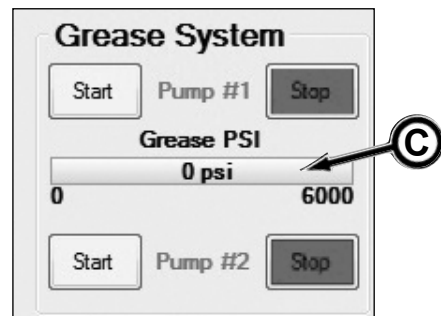 Grease System
Start Pump #1 Stop
Grease PSI
0 psi
0 6000
C
Start Pump #2 Stop